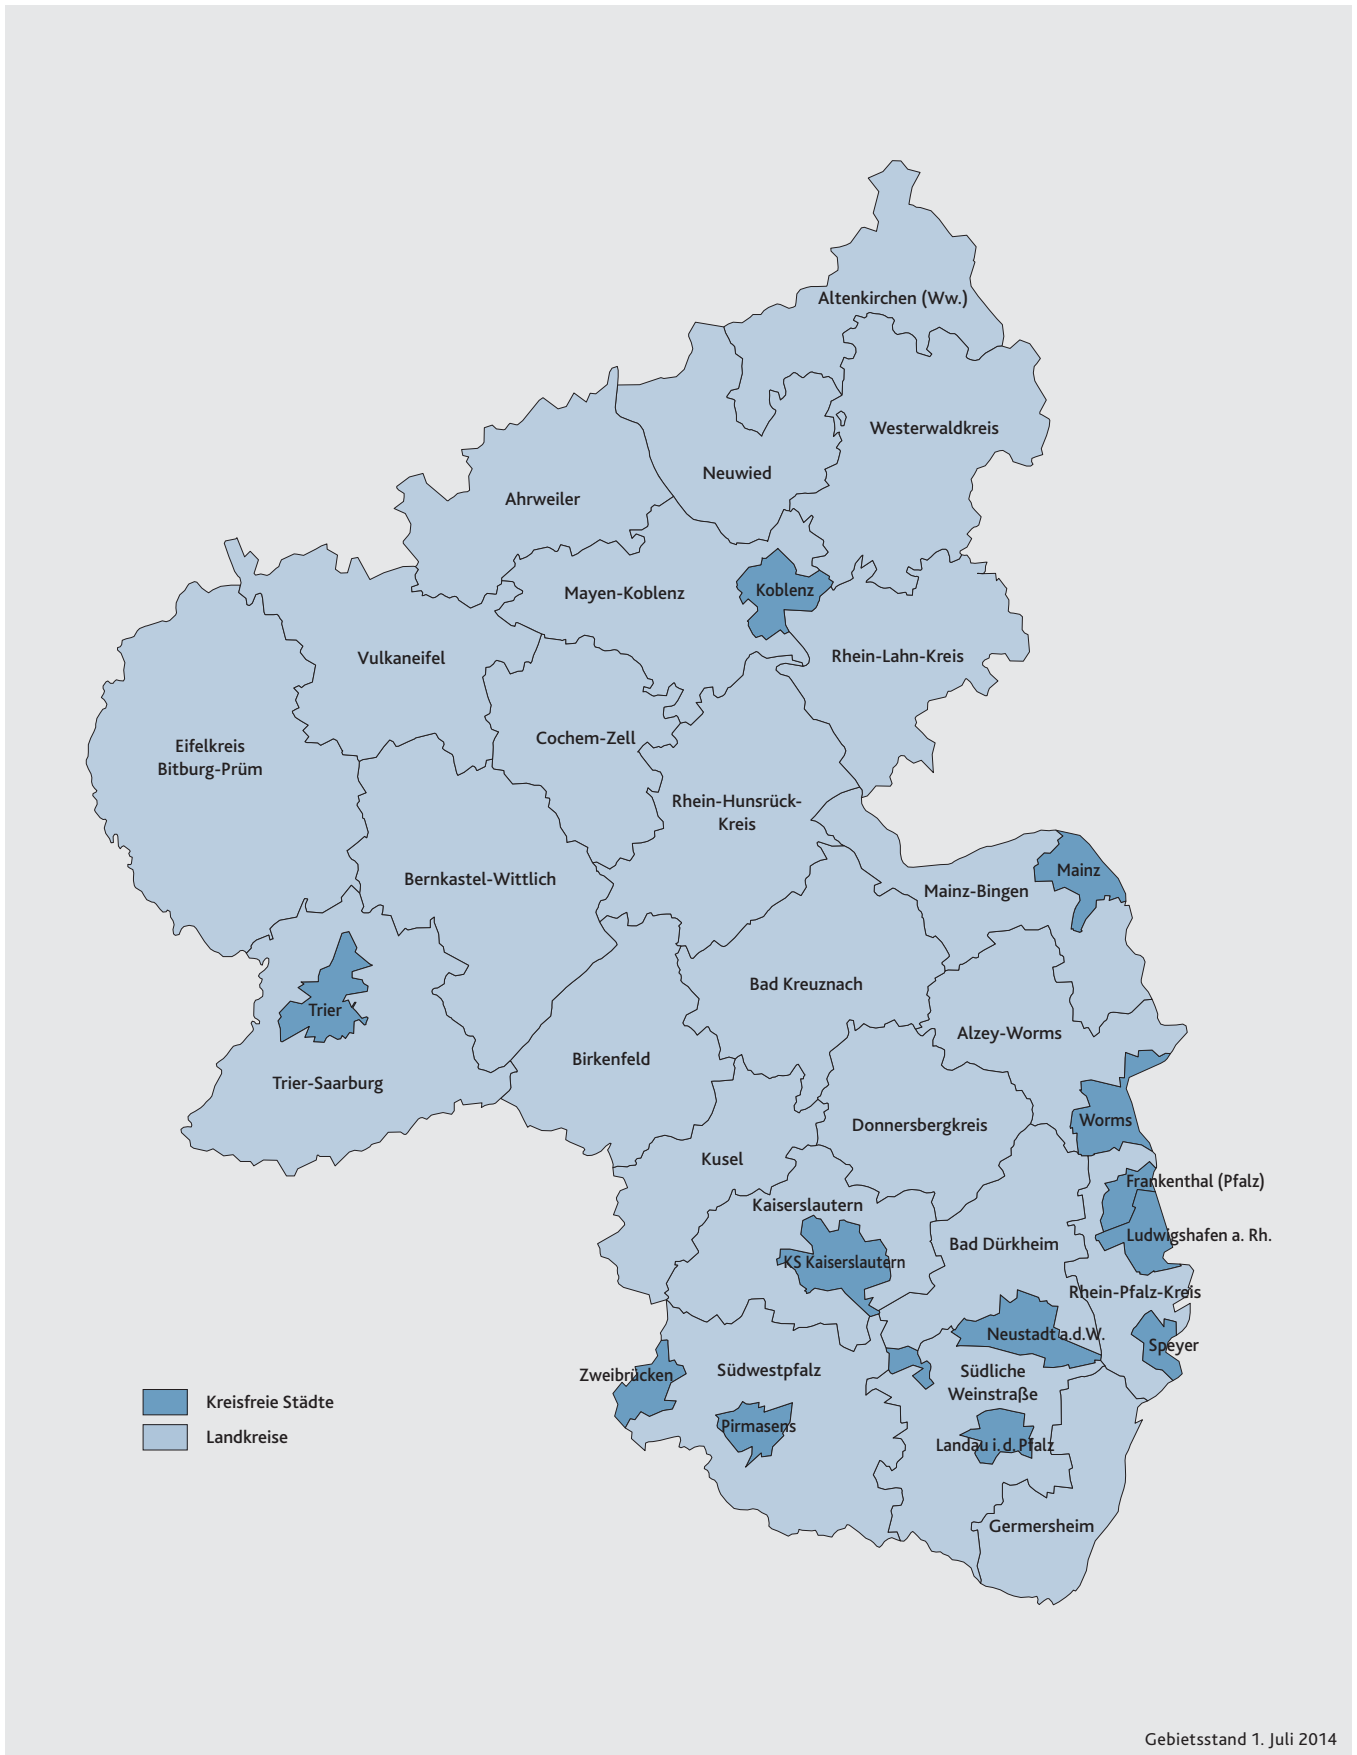 Altenkirchen (Ww.)
Westerwaldkreis
Neuwied
Ahrweiler
Mayen-Koblenz
Koblenz
Vulkaneifel
Rhein-Lahn-Kreis
Cochem-Zell
Eifelkreis
Bitburg-Prüm
Rhein-Hunsrück-
Kreis
Mainz
Bernkastel-Wittlich
Mainz-Bingen
Bad Kreuznach
Trier
Alzey-Worms
Birkenfeld
Trier-Saarburg
Worms
Donnersbergkreis
Kusel
Frankenthal (Pfalz)
Kaiserslautern
Ludwigshafen a. Rh.
Bad Dürkheim
KS Kaiserslautern
Rhein-Pfalz-Kreis
Neustadt a.d.W.
Speyer
Südwestpfalz
Zweibrücken
Südliche
Weinstraße
Kreisfreie Städte
Pirmasens
Landkreise
Landau i. d. Pfalz
Germersheim
Gebietsstand 1. Juli 2014